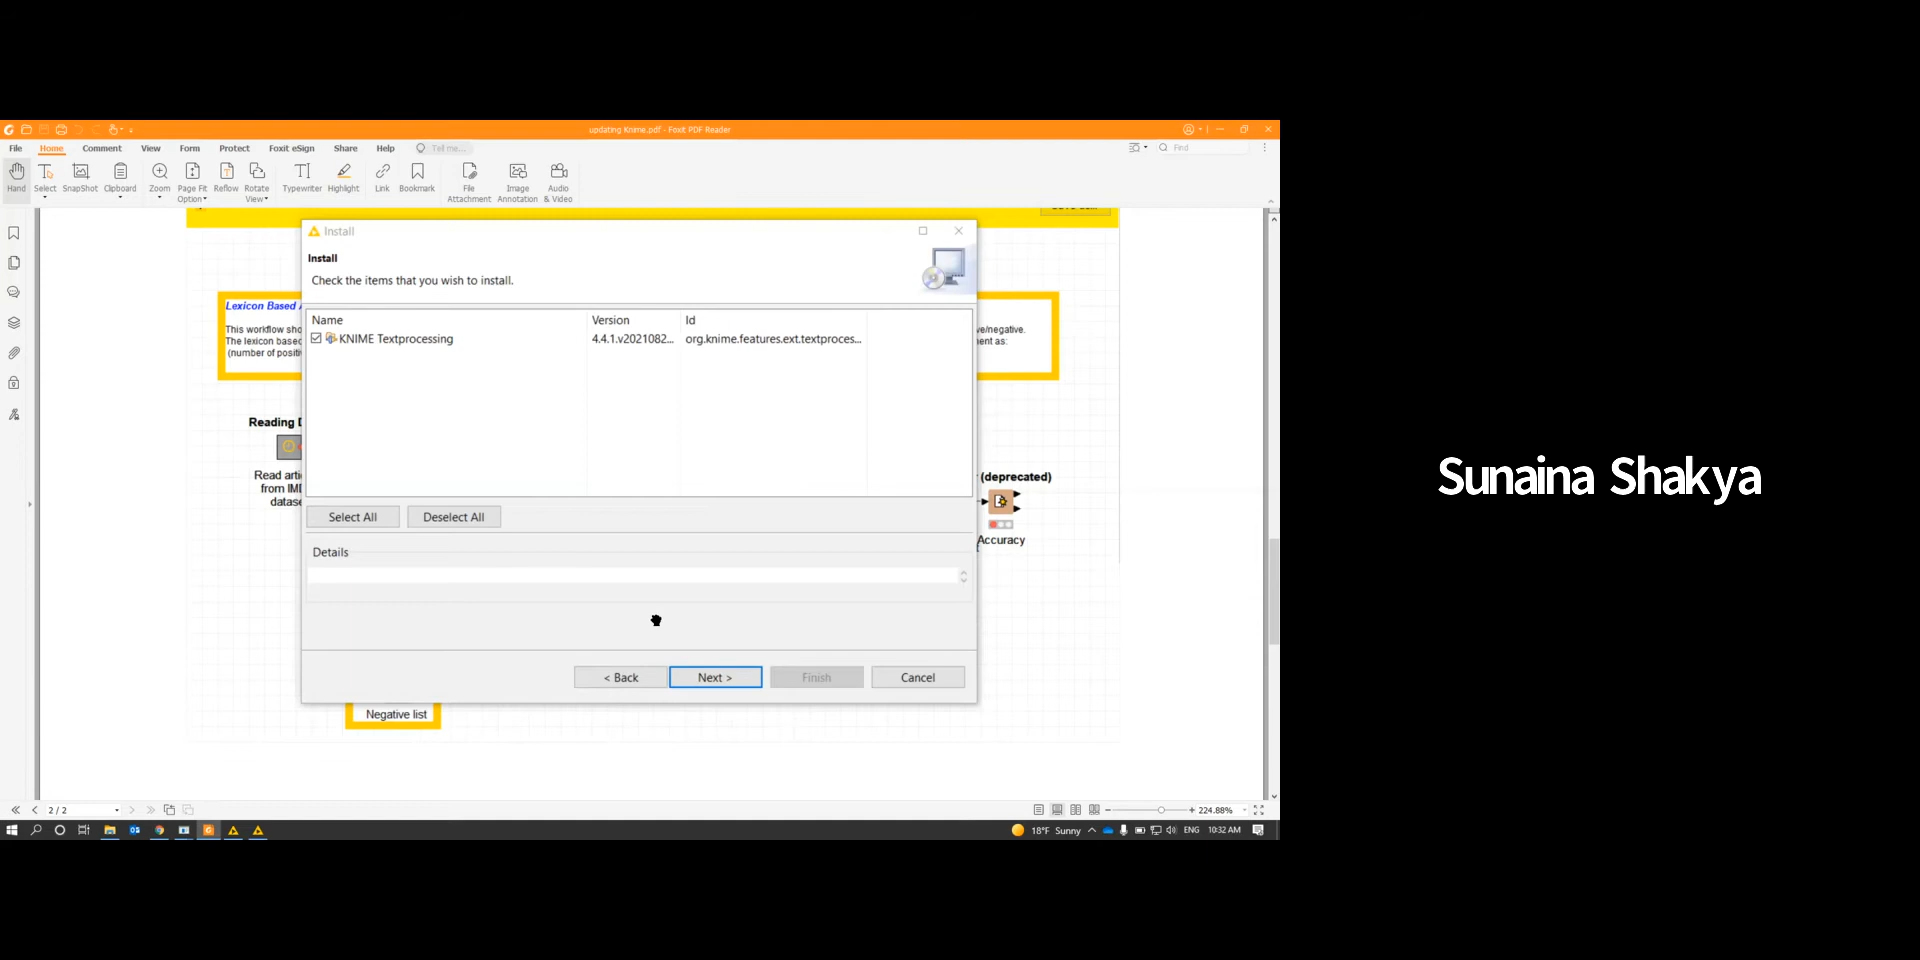 updating Knime.pdf - Foxit PDF Reader
File Home Comment View Form Protect Foxit eSign Share Help Tell me... Find
Hand Select SnapShot Clipboard Zoom Page Fit Option Reflow Rotate View Typewriter Highlight Link Bookmark File Attachment Image Annotation Audio & Video
Install
Install
Check the items that you wish to install.
Name Version Id
KNIME Textprocessing 4.4.1.v2021082... org.knime.features.ext.textproces...
Select All Deselect All
Details
< Back Next > Finish Cancel
Lexicon Based
This workflow sho
The lexicon based
(number of positi
ve/negative.
ent as:
Reading D
Read arti
from IM
datase
(deprecated)
Accuracy
Negative list
2 / 2
224.88%
18°F Sunny ENG 10:32 AM
Sunaina Shakya